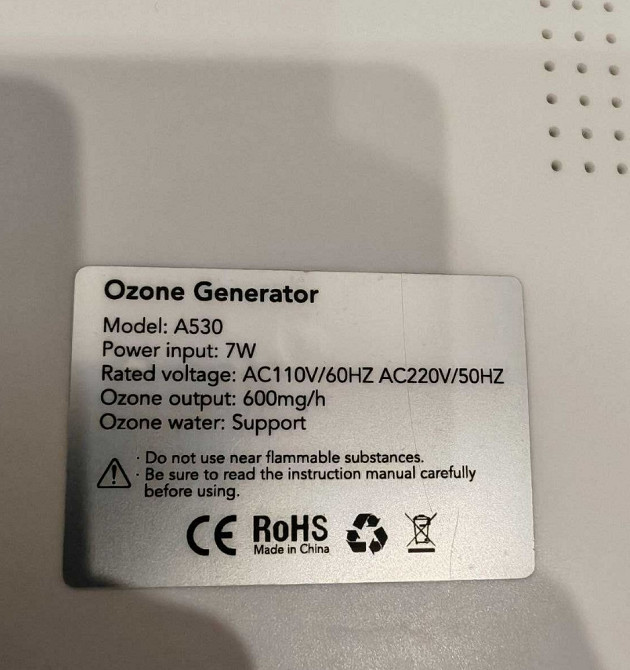 Ozone Generator
Model: A530
Power input: 7W
Rated voltage: AC110V/60HZ AC220V/50HZ
Ozone output: 600mg/h
Ozone water: Support
· Do not use near flammable substances.
· Be sure to read the instruction manual carefully
before using.
CE RoHS
Made in China